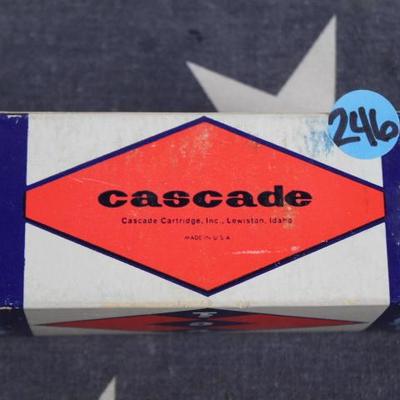 246
cascade
Cascade Cartridge, Inc., Lewiston, Idaho
MADE IN U.S.A.